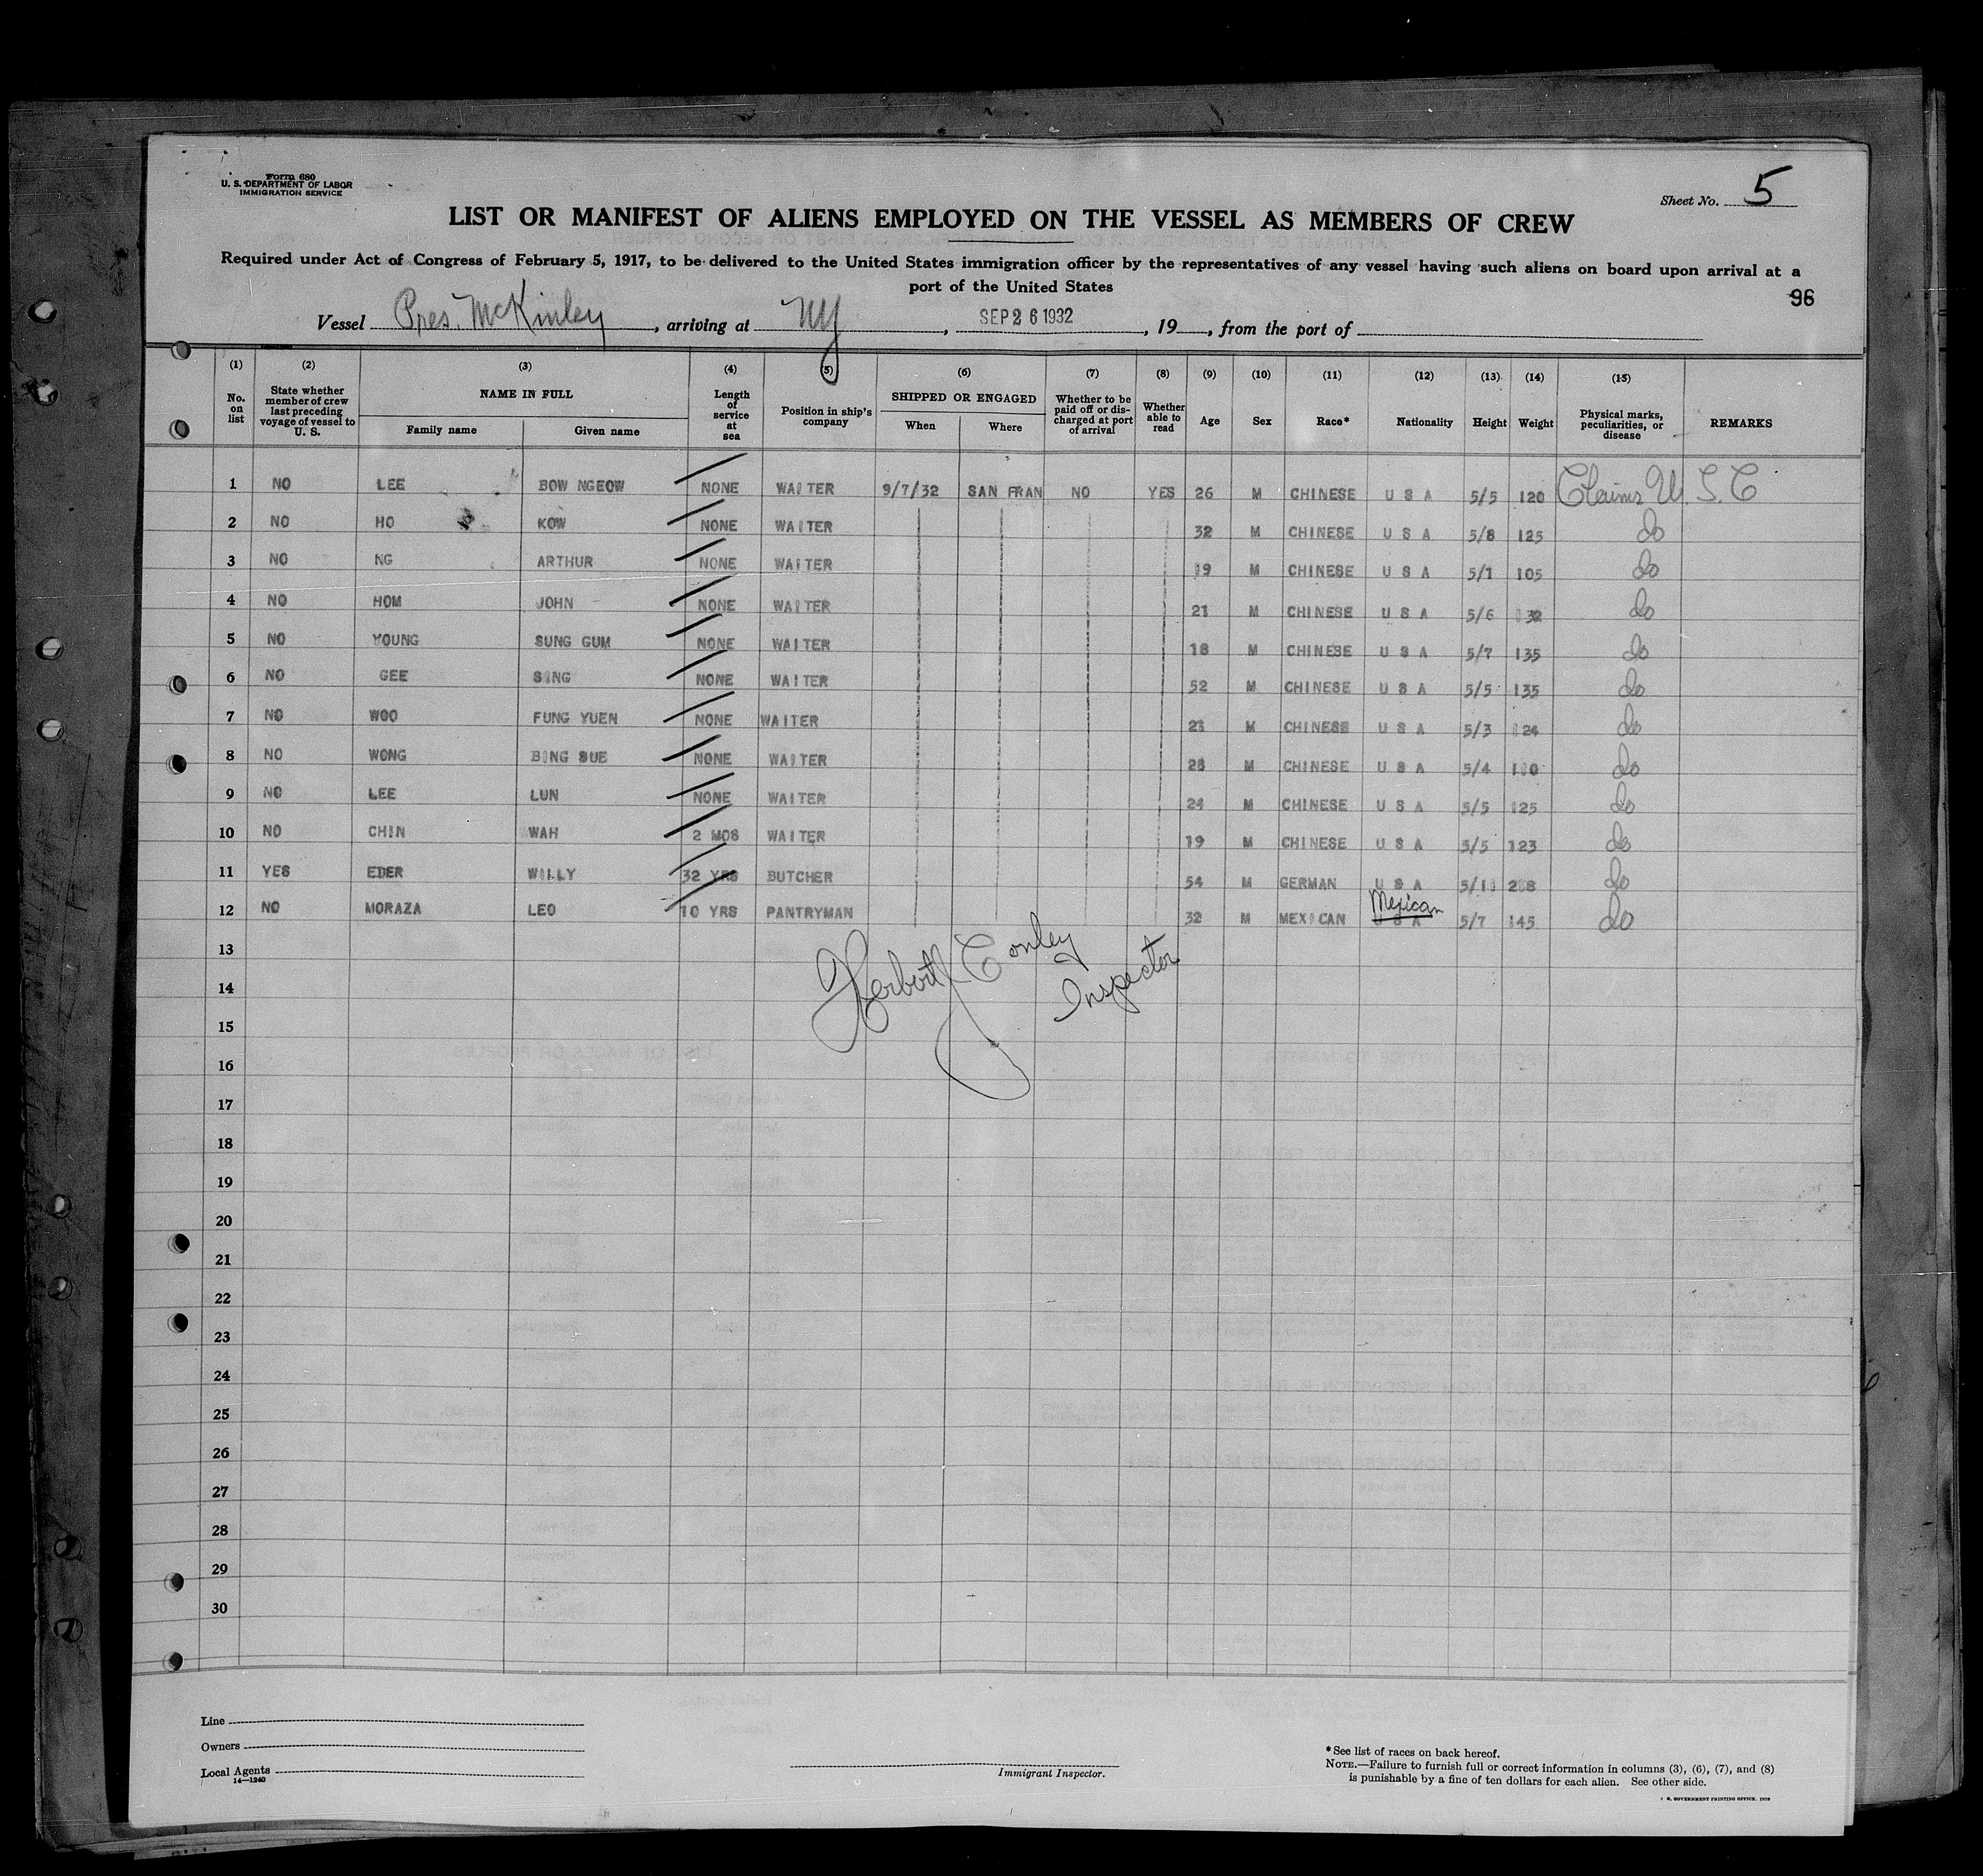 Form 680
U. S. DEPARTMENT OF LABOR
IMMIGRATION SERVICE
Sheet No. 5
LIST OR MANIFEST OF ALIENS EMPLOYED ON THE VESSEL AS MEMBERS OF CREW
Required under Act of Congress of February 5, 1917, to be delivered to the United States immigration officer by the representatives of any vessel having such aliens on board upon arrival at a
port of the United States
96
Vessel Pres. McKinley, arriving at NY, SEP 26 1932, 19, from the port of
(1) (2) (3) (4) (5) (6) (7) (8) (9) (10) (11) (12) (13) (14) (15)
No. on list State whether member of crew last preceding voyage of vessel to U. S. NAME IN FULL Family name Given name Length of service at sea Position in ship's company SHIPPED OR ENGAGED When Where Whether to be paid off or discharged at port of arrival Whether able to read Age Sex Race* Nationality Height Weight Physical marks, peculiarities, or disease REMARKS
1 NO LEE BOW NGEOW NONE WAITER 9/7/32 SAN FRAN NO YES 26 M CHINESE U S A 5/5 120 Claims U.S.C
2 NO HO KOW NONE WAITER 32 M CHINESE U S A 5/8 125 do
3 NO NG ARTHUR NONE WAITER 19 M CHINESE U S A 5/1 105 do
4 NO HOM JOHN NONE WAITER 21 M CHINESE U S A 5/6 132 do
5 NO YOUNG SUNG GUM NONE WAITER 18 M CHINESE U S A 5/7 135 do
6 NO GEE SING NONE WAITER 52 M CHINESE U S A 5/5 135 do
7 NO WOO FUNG YUEN NONE WAITER M CHINESE U S A 5/3 124 do
8 NO WONG BING SUE NONE WAITER M CHINESE U S A 5/4 do
9 NO LEE LUN NONE WAITER 24 M CHINESE U S A 5/5 125 do
10 NO CHIN WAH 2 MOS WAITER 19 M CHINESE U S A 5/5 123 do
11 YES EDER WILLY 32 YRS BUTCHER 54 M GERMAN U S A do
12 NO MORAZA LEO 10 YRS PANTRYMAN 32 M MEXICAN U S A Mexican 5/7 145 do
13
Herbert J Conley
Inspector
14
15
16
17
18
19
20
21
22
23
24
25
26
27
28
29
30
Line
Owners
Local Agents
14—1240
Immigrant Inspector.
*See list of races on back hereof.
NOTE.—Failure to furnish full or correct information in columns (3), (6), (7), and (8)
is punishable by a fine of ten dollars for each alien. See other side.
GOVERNMENT PRINTING OFFICE